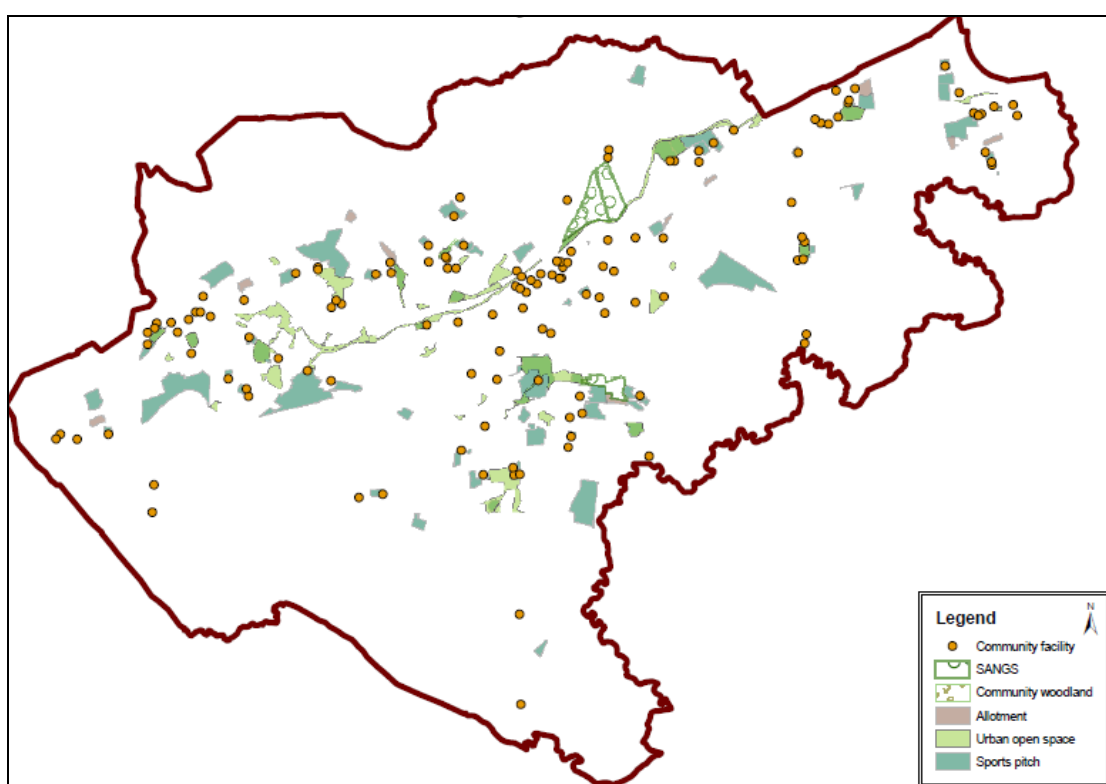 N
Legend
Community facility
SANGS
Community woodland
Allotment
Urban open space
Sports pitch